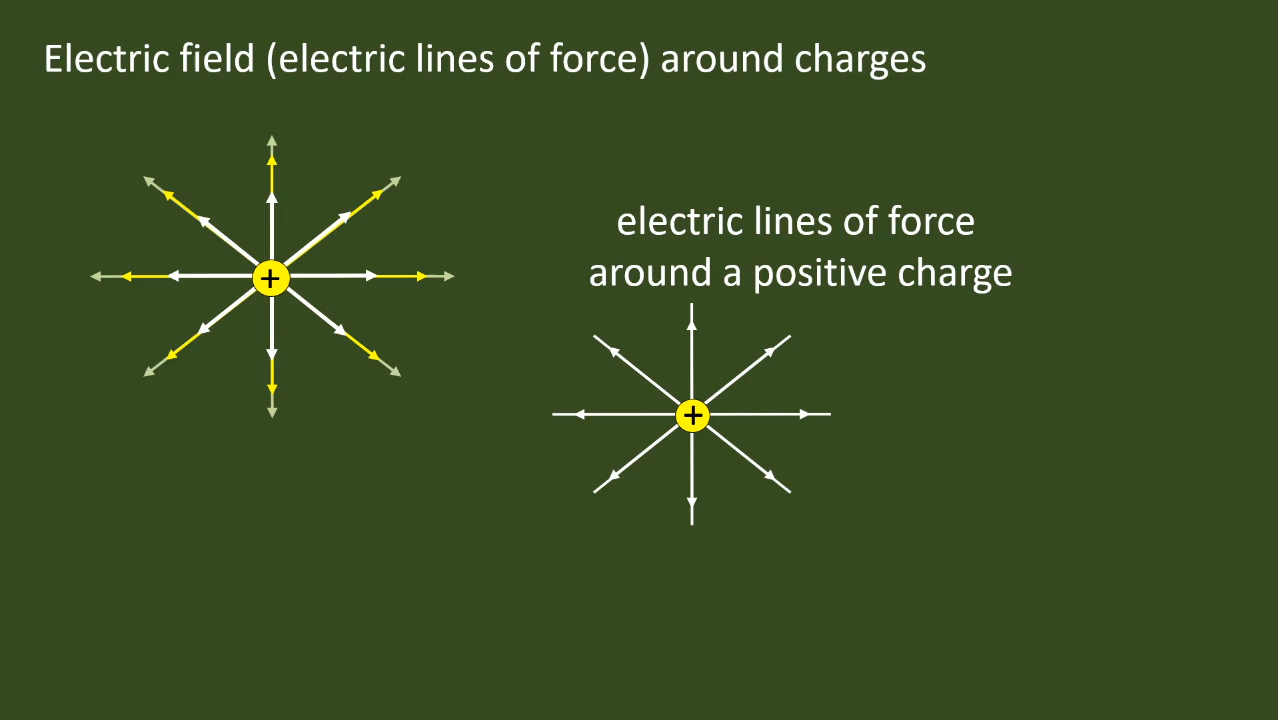 Electric field (electric lines of force) around charges
+
electric lines of force
around a positive charge
+